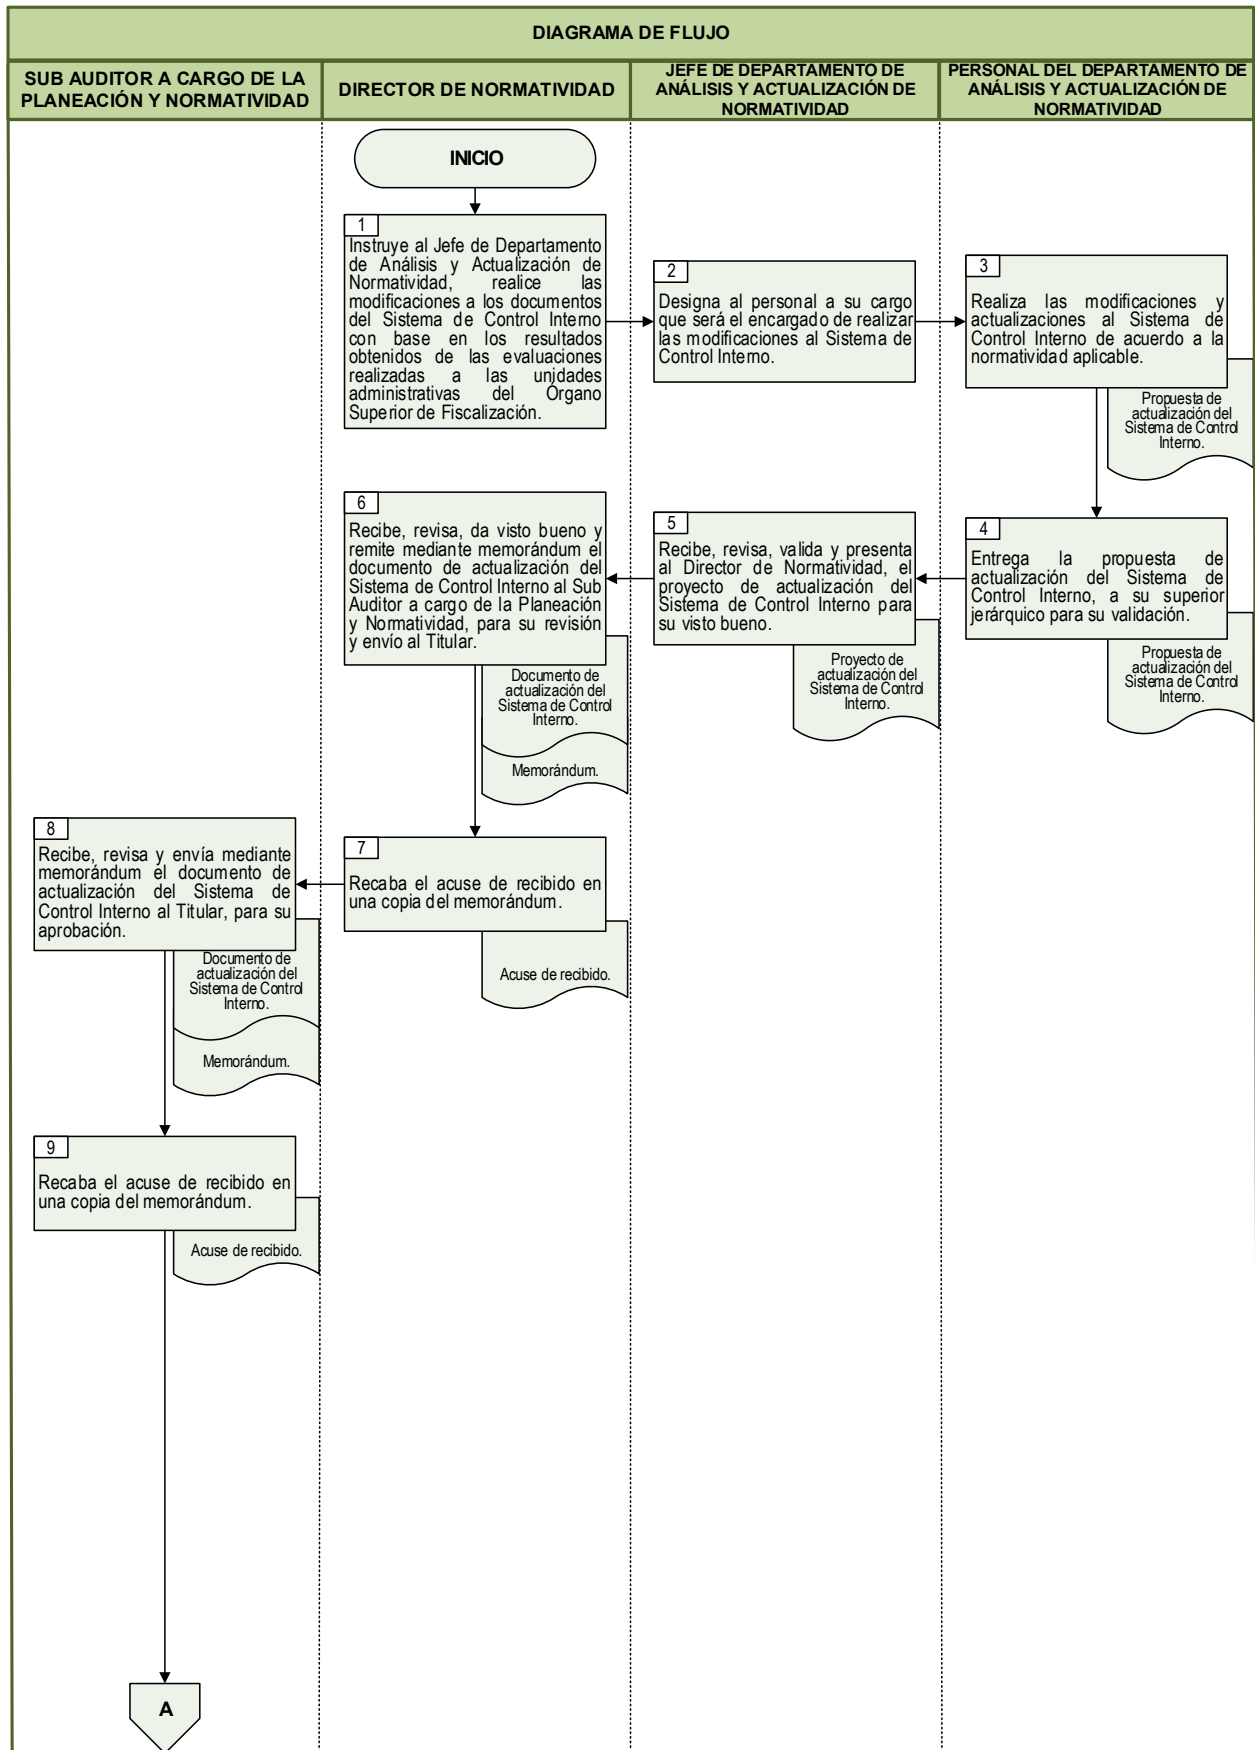 DIAGRAMA DE FLUJO
SUB AUDITOR A CARGO DE LA
PLANEACIÓN Y NORMATIVIDAD
DIRECTOR DE NORMATIVIDAD
JEFE DE DEPARTAMENTO DE
ANÁLISIS Y ACTUALIZACIÓN DE
NORMATIVIDAD
PERSONAL DEL DEPARTAMENTO DE
ANÁLISIS Y ACTUALIZACIÓN DE
NORMATIVIDAD
INICIO
1
Instruye al Jefe de Departamento
de Análisis y Actualización de
Normatividad, realice las
modificaciones a los documentos
del Sistema de Control Interno
con base en los resultados
obtenidos de las evaluaciones
realizadas a las unidades
administrativas del Órgano
Superior de Fiscalización.
2
Designa al personal a su cargo
que será el encargado de realizar
las modificaciones al Sistema de
Control Interno.
3
Realiza las modificaciones y
actualizaciones al Sistema de
Control Interno de acuerdo a la
normatividad aplicable.
Propuesta de
actualización del
Sistema de Control
Interno.
4
Entrega la propuesta de
actualización del Sistema de
Control Interno, a su superior
jerárquico para su validación.
Propuesta de
actualización del
Sistema de Control
Interno.
5
Recibe, revisa, valida y presenta
al Director de Normatividad, el
proyecto de actualización del
Sistema de Control Interno para
su visto bueno.
Proyecto de
actualización del
Sistema de Control
Interno.
6
Recibe, revisa, da visto bueno y
remite mediante memorándum el
documento de actualización del
Sistema de Control Interno al Sub
Auditor a cargo de la Planeación
y Normatividad, para su revisión
y envío al Titular.
Documento de
actualización del
Sistema de Control
Interno.
Memorándum.
7
Recaba el acuse de recibido en
una copia del memorándum.
Acuse de recibido.
8
Recibe, revisa y envía mediante
memorándum el documento de
actualización del Sistema de
Control Interno al Titular, para su
aprobación.
Documento de
actualización del
Sistema de Control
Interno.
Memorándum.
9
Recaba el acuse de recibido en
una copia del memorándum.
Acuse de recibido.
A